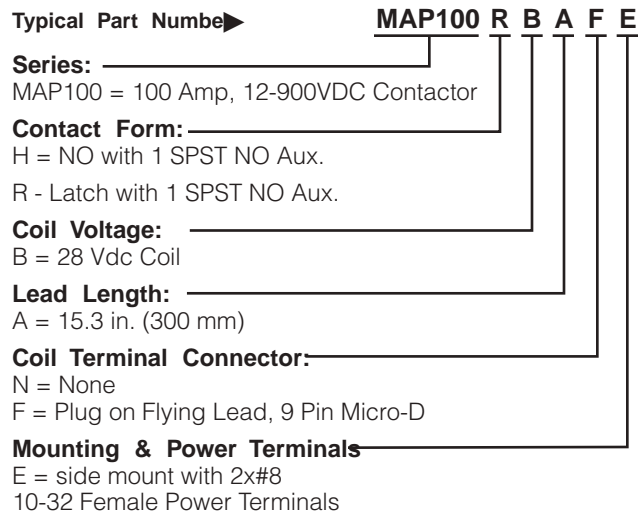 Typical Part Numbe MAP100 R B A F E
Series:
MAP100 = 100 Amp, 12-900VDC Contactor
Contact Form:
H = NO with 1 SPST NO Aux.
R - Latch with 1 SPST NO Aux.
Coil Voltage:
B = 28 Vdc Coil
Lead Length:
A = 15.3 in. (300 mm)
Coil Terminal Connector:
N = None
F = Plug on Flying Lead, 9 Pin Micro-D
Mounting & Power Terminals
E = side mount with 2x#8
10-32 Female Power Terminals